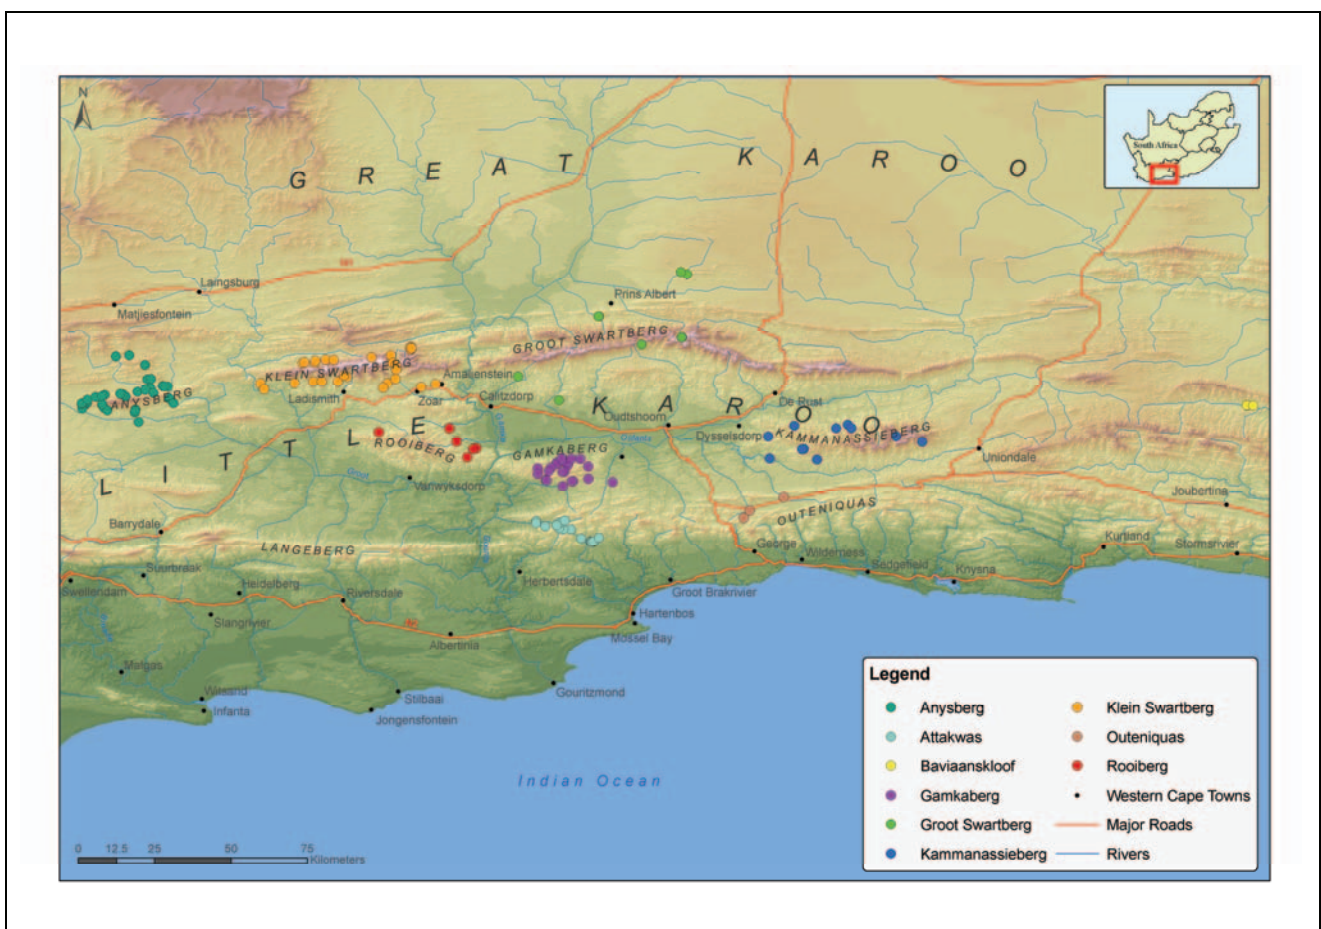 N
South Africa
G R E A T K A R O O
Laingsburg
Matjiesfontein
Prins Albert
GROOT SWARTBERG
KLEIN SWARTBERG
ANYSBERG
Amalienstein
Ladismith
Zoar
Calitzdorp
De Rust
L I T T L E K A R O O
Oudtshoorn
Dysselsdorp
KAMMANASSIEBERG
ROOIBERG
GAMKABERG
Uniondale
Groot
Vanwyksdorp
Joubertina
OUTENIQUAS
Barrydale
LANGEBERG
George
Wilderness
Kurtland
Stormsrivier
Suurbraak
Sedgefield
Knysna
Swellendam
Heidelberg
Herbertsdale
Groot Brakrivier
Riversdale
Slangrivier
Hartenbos
Albertinia
Mossel Bay
Malgas
Witsand
Infanta
Stilbaai
Gouritzmond
Jongensfontein
Indian Ocean
0 12.5 25 50 75
Kilometers
Legend
Anysberg
Attakwas
Baviaanskloof
Gamkaberg
Groot Swartberg
Kammanassieberg
Klein Swartberg
Outeniquas
Rooiberg
Western Cape Towns
Major Roads
Rivers